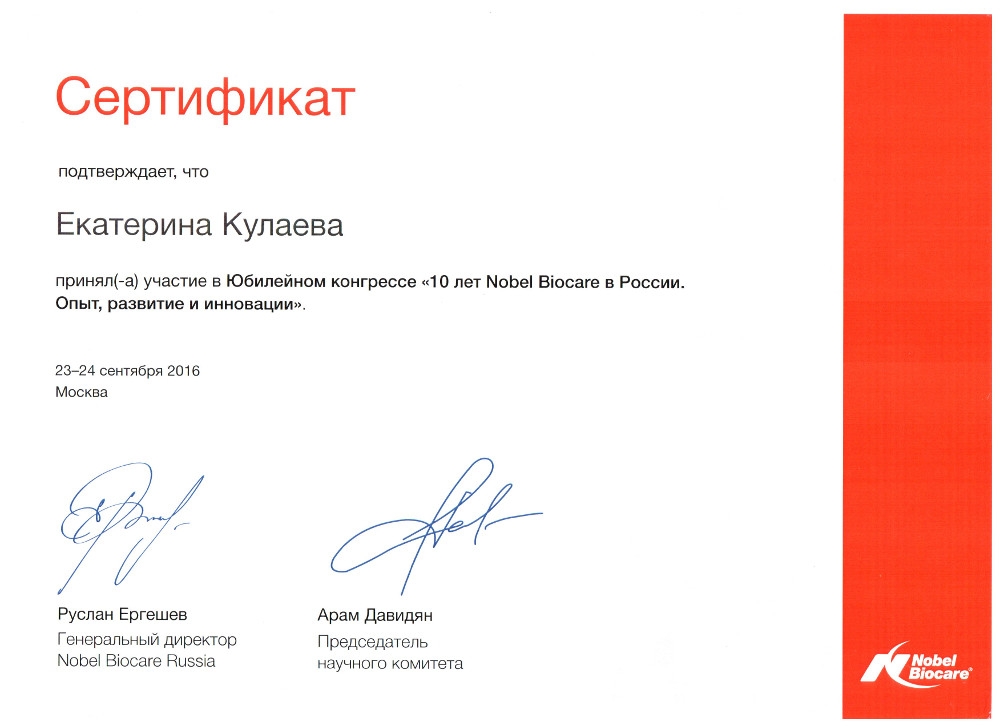 Сертификат
подтверждает, что
Екатерина Кулаева
принял(-а) участие в Юбилейном конгрессе «10 лет Nobel Biocare в России.
Опыт, развитие и инновации».
23–24 сентября 2016
Москва
Руслан Ергешев
Генеральный директор
Nobel Biocare Russia
Арам Давидян
Председатель
научного комитета
Nobel
Biocare®